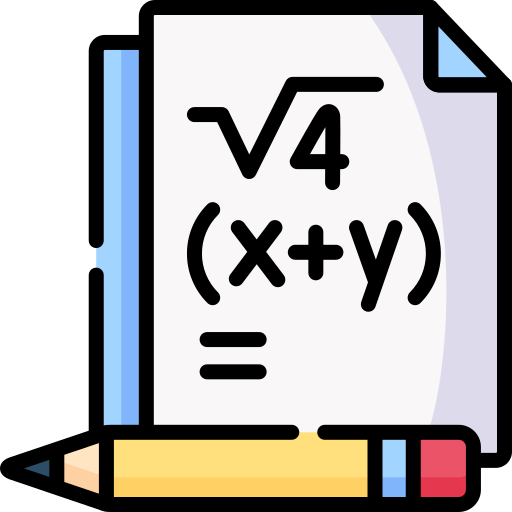 √4
(x+y)
=